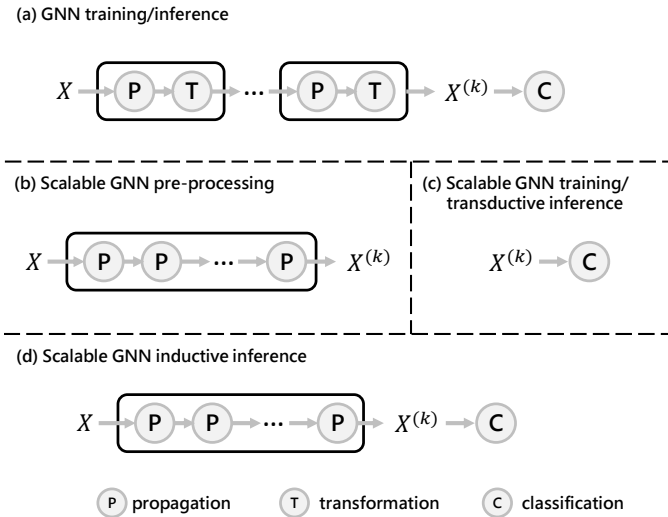 (a) GNN training/inference
X P T ... P T X^(k) C
(b) Scalable GNN pre-processing
X P P ... P X^(k)
(c) Scalable GNN training/
transductive inference
X^(k) C
(d) Scalable GNN inductive inference
X P P ... P X^(k) C
P propagation T transformation C classification